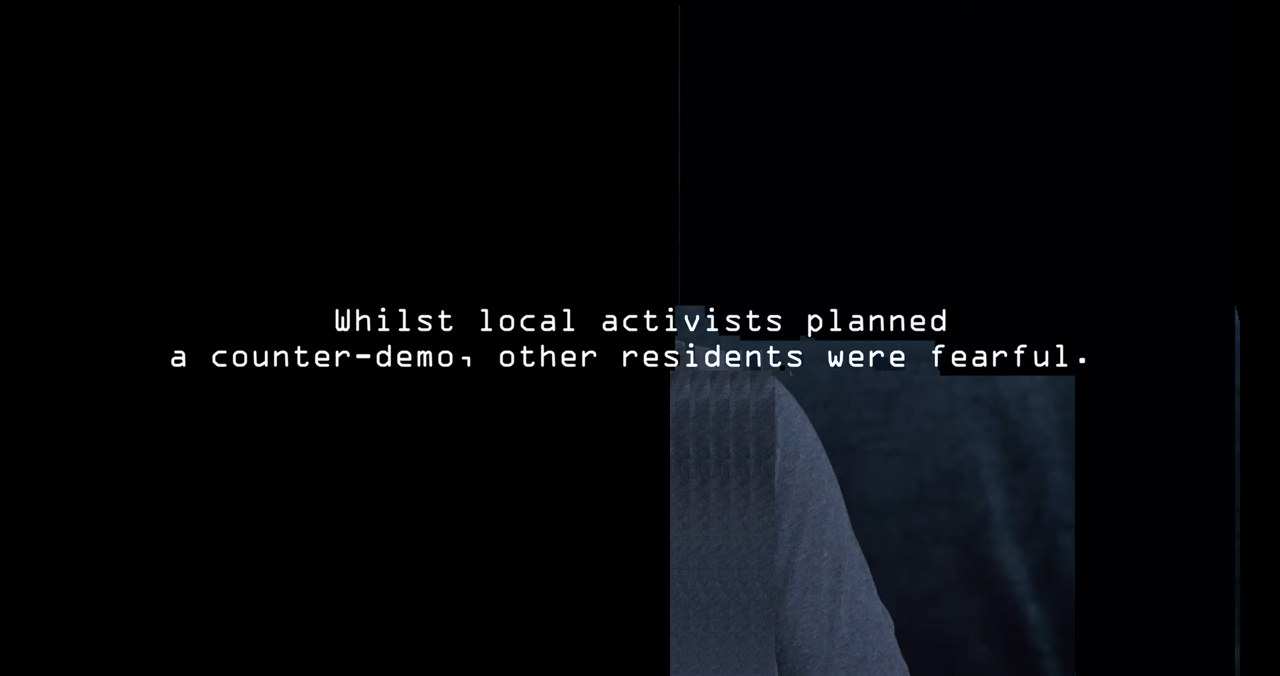 Whilst local activists planned
a counter-demo, other residents were fearful.